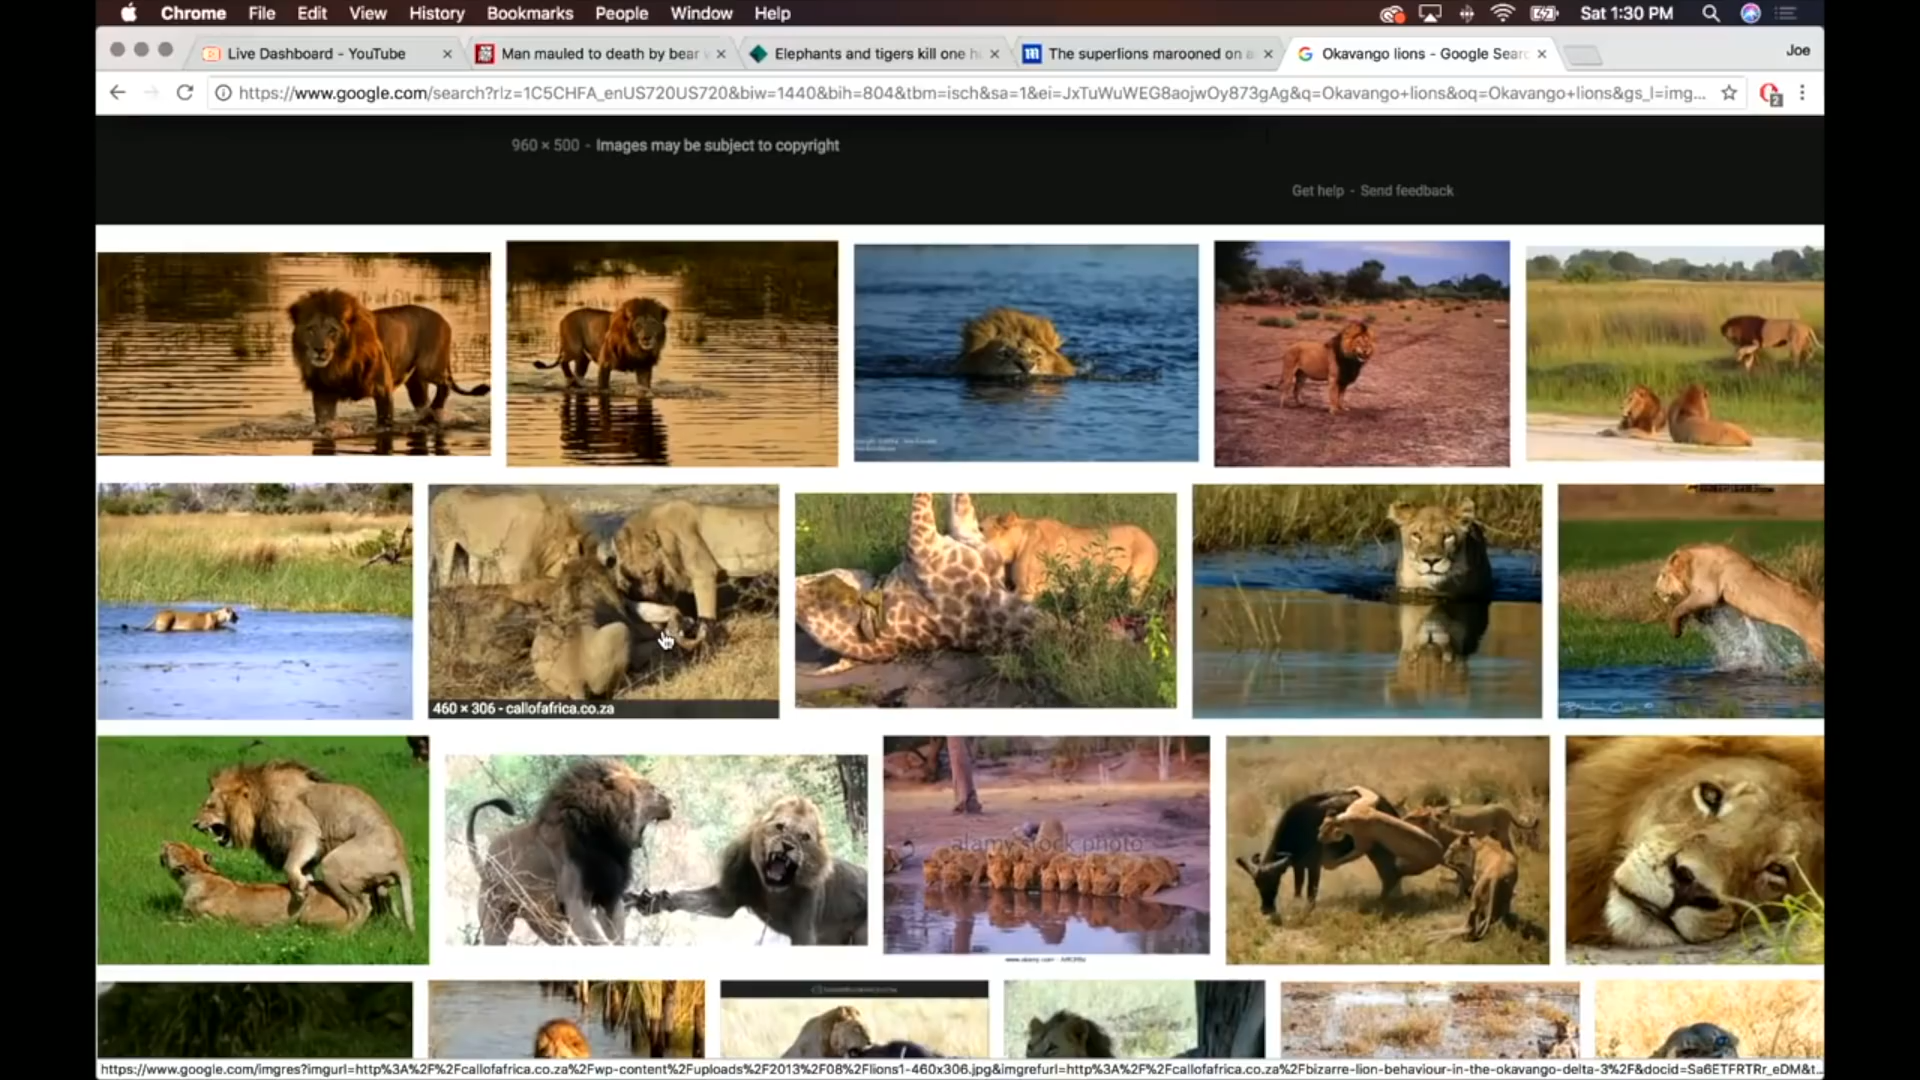 Chrome File Edit View History Bookmarks People Window Help Sat 1:30 PM
Live Dashboard - YouTube
Man mauled to death by bear
Elephants and tigers kill one h
The superlions marooned on a
Okavango lions - Google Sear
Joe
https://www.google.com/search?rlz=1C5CHFA_enUS720US720&biw=1440&bih=804&tbm=isch&sa=1&ei=JxTuWuWEG8aojwOy873gAg&q=Okavango+lions&oq=Okavango+lions&gs_l=img...
2
960 × 500 - Images may be subject to copyright
Get help - Send feedback
460 × 306 - callofafrica.co.za
alamy stock photo
https://www.google.com/imgres?imgurl=http%3A%2F%2Fcallofafrica.co.za%2Fwp-content%2Fuploads%2F2013%2F08%2Flions1-460x306.jpg&imgrefurl=http%3A%2F%2Fcallofafrica.co.za%2Fbizarre-lion-behaviour-in-the-okavango-delta-3%2F&docid=Sa6ETFRTRr_eDM&t...